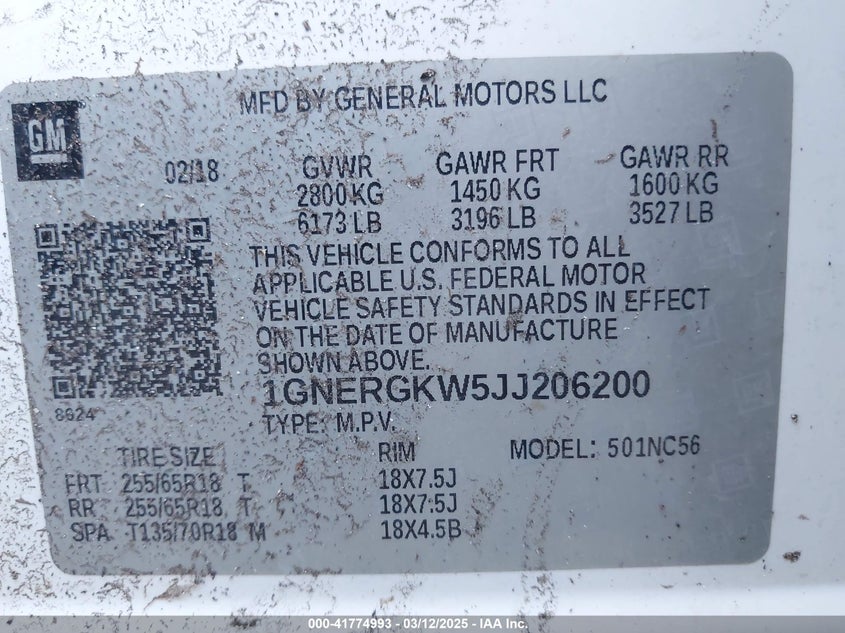 MFD BY GENERAL MOTORS LLC
GM
02/18 GVWR GAWR FRT GAWR RR
2800 KG 1450 KG 1600 KG
6173 LB 3196 LB 3527 LB
THIS VEHICLE CONFORMS TO ALL
APPLICABLE U.S. FEDERAL MOTOR
VEHICLE SAFETY STANDARDS IN EFFECT
ON THE DATE OF MANUFACTURE
SHOWN ABOVE.
1GNERGKW5JJ206200
8624
TYPE: M.P.V.
TIRE SIZE RIM MODEL: 501NC56
FRT 255/65R18 T 18X7.5J
RR 255/65R18 T 18X7.5J
SPA T135/70R18 M 18X4.5B
000-41774993 - 03/12/2025 - IAA Inc.